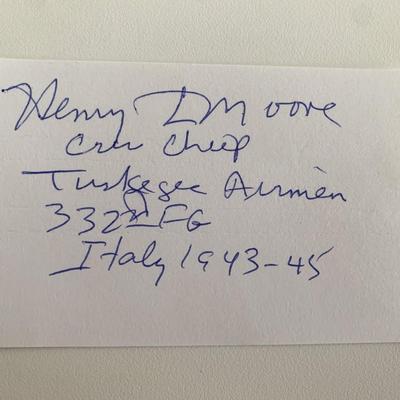 Henry I Moore
Crew Chief
Tuskegee Airmen
332nd FG
Italy 1943-45